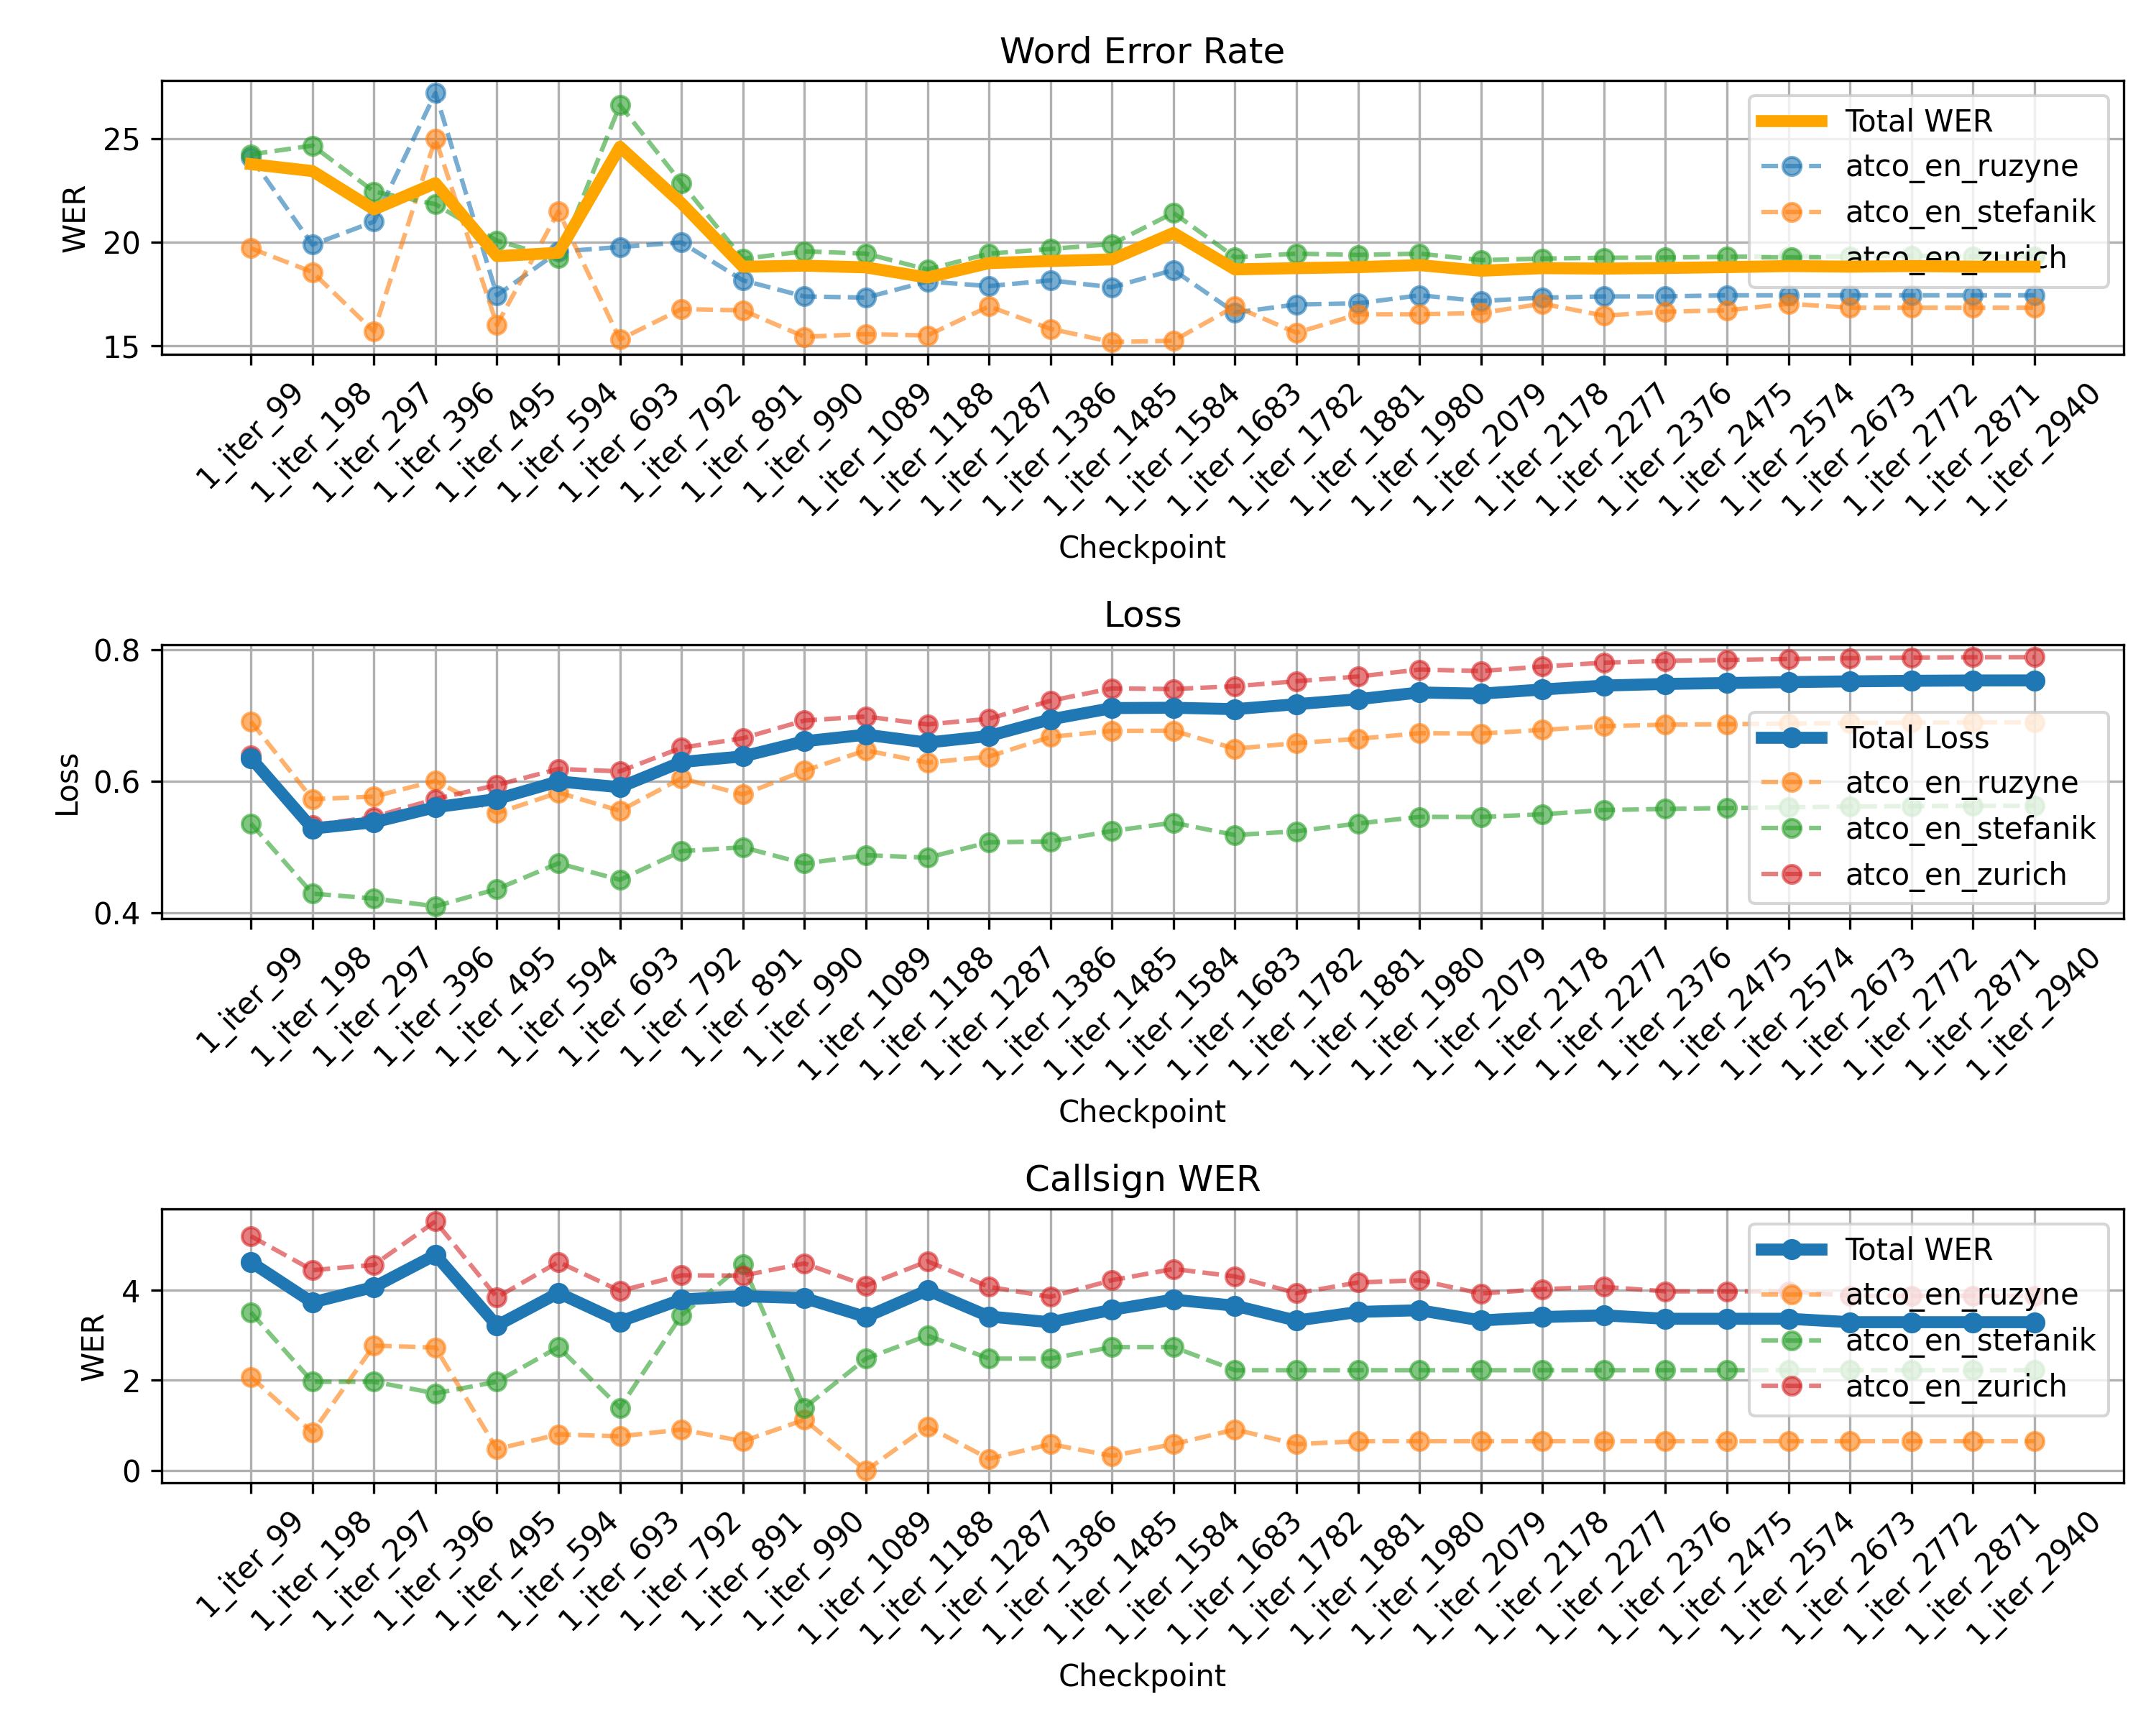 Word Error Rate
WER
25
20
15
Total WER
atco_en_ruzyne
atco_en_stefanik
atco_en_zurich
1_iter_99
1_iter_198
1_iter_297
1_iter_396
1_iter_495
1_iter_594
1_iter_693
1_iter_792
1_iter_891
1_iter_990
1_iter_1089
1_iter_1188
1_iter_1287
1_iter_1386
1_iter_1485
1_iter_1584
1_iter_1683
1_iter_1782
1_iter_1881
1_iter_1980
1_iter_2079
1_iter_2178
1_iter_2277
1_iter_2376
1_iter_2475
1_iter_2574
1_iter_2673
1_iter_2772
1_iter_2871
1_iter_2940
Checkpoint
Loss
Loss
0.8
0.6
0.4
Total Loss
atco_en_ruzyne
atco_en_stefanik
atco_en_zurich
1_iter_99
1_iter_198
1_iter_297
1_iter_396
1_iter_495
1_iter_594
1_iter_693
1_iter_792
1_iter_891
1_iter_990
1_iter_1089
1_iter_1188
1_iter_1287
1_iter_1386
1_iter_1485
1_iter_1584
1_iter_1683
1_iter_1782
1_iter_1881
1_iter_1980
1_iter_2079
1_iter_2178
1_iter_2277
1_iter_2376
1_iter_2475
1_iter_2574
1_iter_2673
1_iter_2772
1_iter_2871
1_iter_2940
Checkpoint
Callsign WER
WER
4
2
0
Total WER
atco_en_ruzyne
atco_en_stefanik
atco_en_zurich
1_iter_99
1_iter_198
1_iter_297
1_iter_396
1_iter_495
1_iter_594
1_iter_693
1_iter_792
1_iter_891
1_iter_990
1_iter_1089
1_iter_1188
1_iter_1287
1_iter_1386
1_iter_1485
1_iter_1584
1_iter_1683
1_iter_1782
1_iter_1881
1_iter_1980
1_iter_2079
1_iter_2178
1_iter_2277
1_iter_2376
1_iter_2475
1_iter_2574
1_iter_2673
1_iter_2772
1_iter_2871
1_iter_2940
Checkpoint